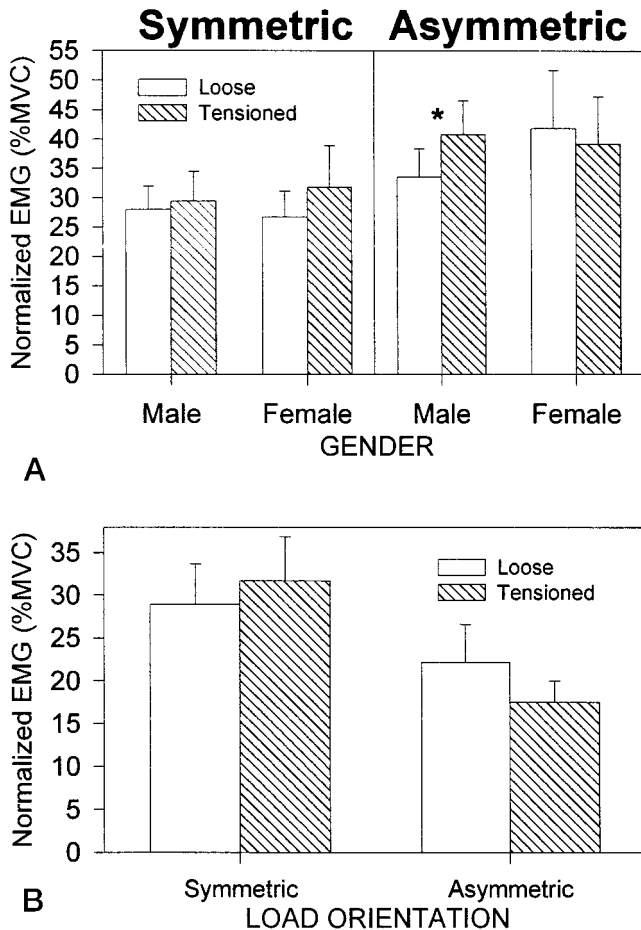 Symmetric Asymmetric
Normalized EMG (%MVC)
55
50
45
40
35
30
25
20
15
10
5
0
Loose
Tensioned
*
Male Female Male Female
GENDER
A
Normalized EMG (%MVC)
35
30
25
20
15
10
5
0
Loose
Tensioned
Symmetric Asymmetric
LOAD ORIENTATION
B